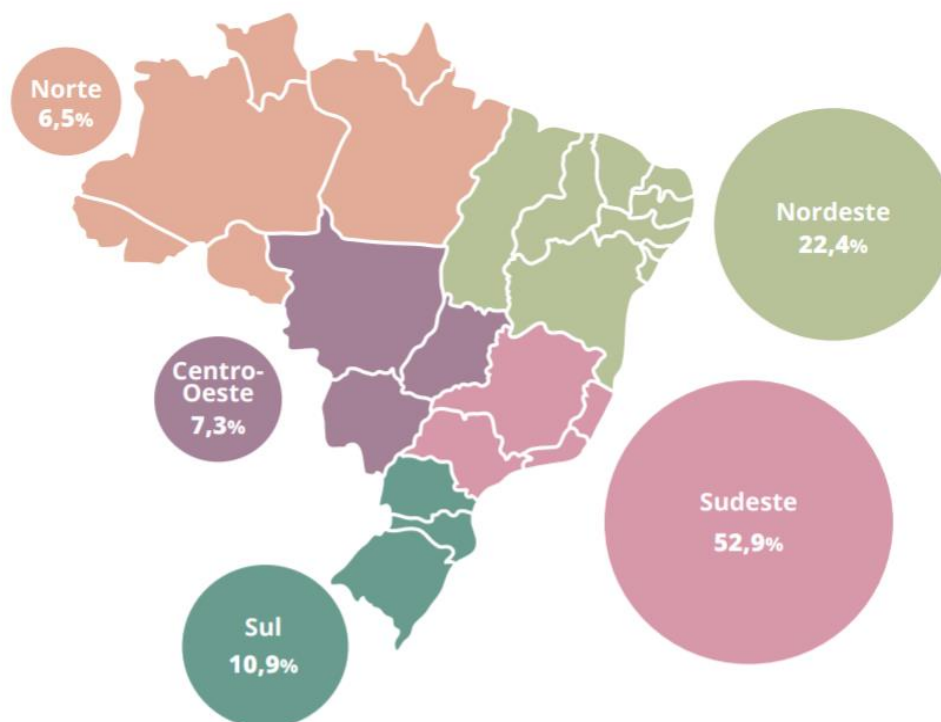 Norte
6,5%
Nordeste
22,4%
Centro-
Oeste
7,3%
Sudeste
52,9%
Sul
10,9%